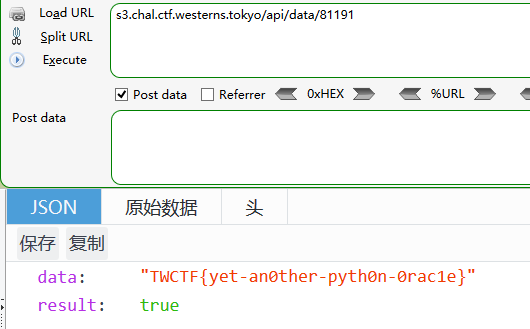 Load URL
s3.chal.ctf.westerns.tokyo/api/data/81191
Split URL
Execute
Post data
Referrer
0xHEX
%URL
Post data
JSON
原始数据
头
保存
复制
data: "TWCTF{yet-an0ther-pyth0n-0rac1e}"
result: true